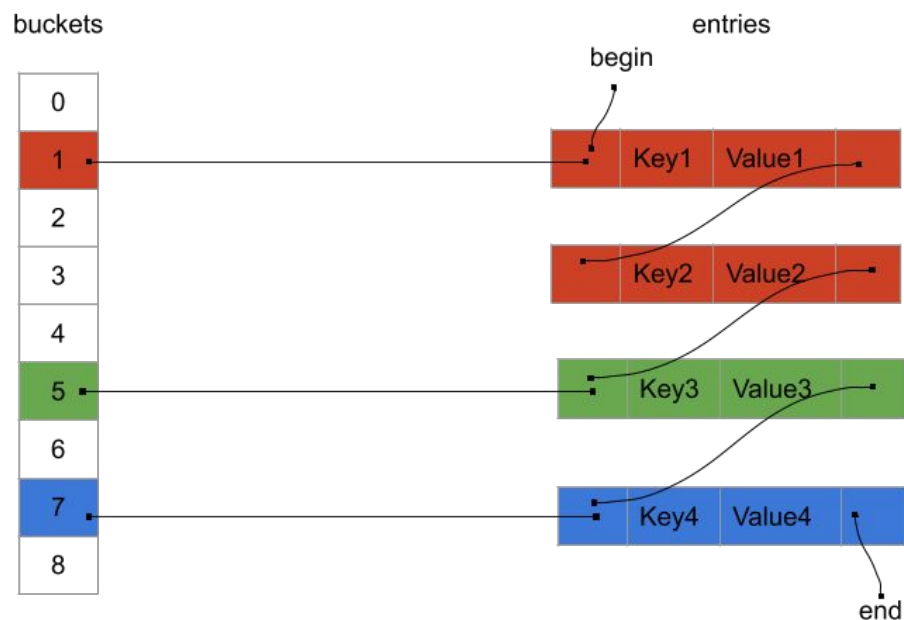 buckets
entries
begin
0
1
Key1 Value1
2
3
Key2 Value2
4
5
Key3 Value3
6
7
Key4 Value4
8
end